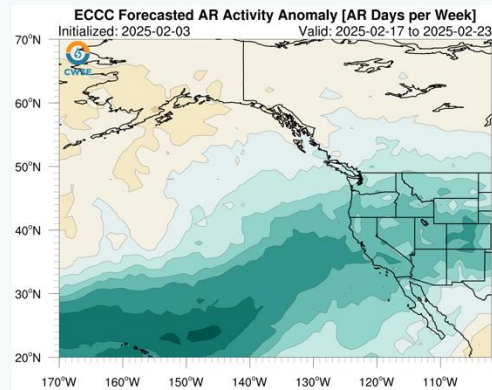 ECCC Forecasted AR Activity Anomaly [AR Days per Week]
Initialized: 2025-02-03 Valid: 2025-02-17 to 2025-02-23
70°N
CW3E
60°N
50°N
40°N
30°N
20°N
170°W 160°W 150°W 140°W 130°W 120°W 110°W